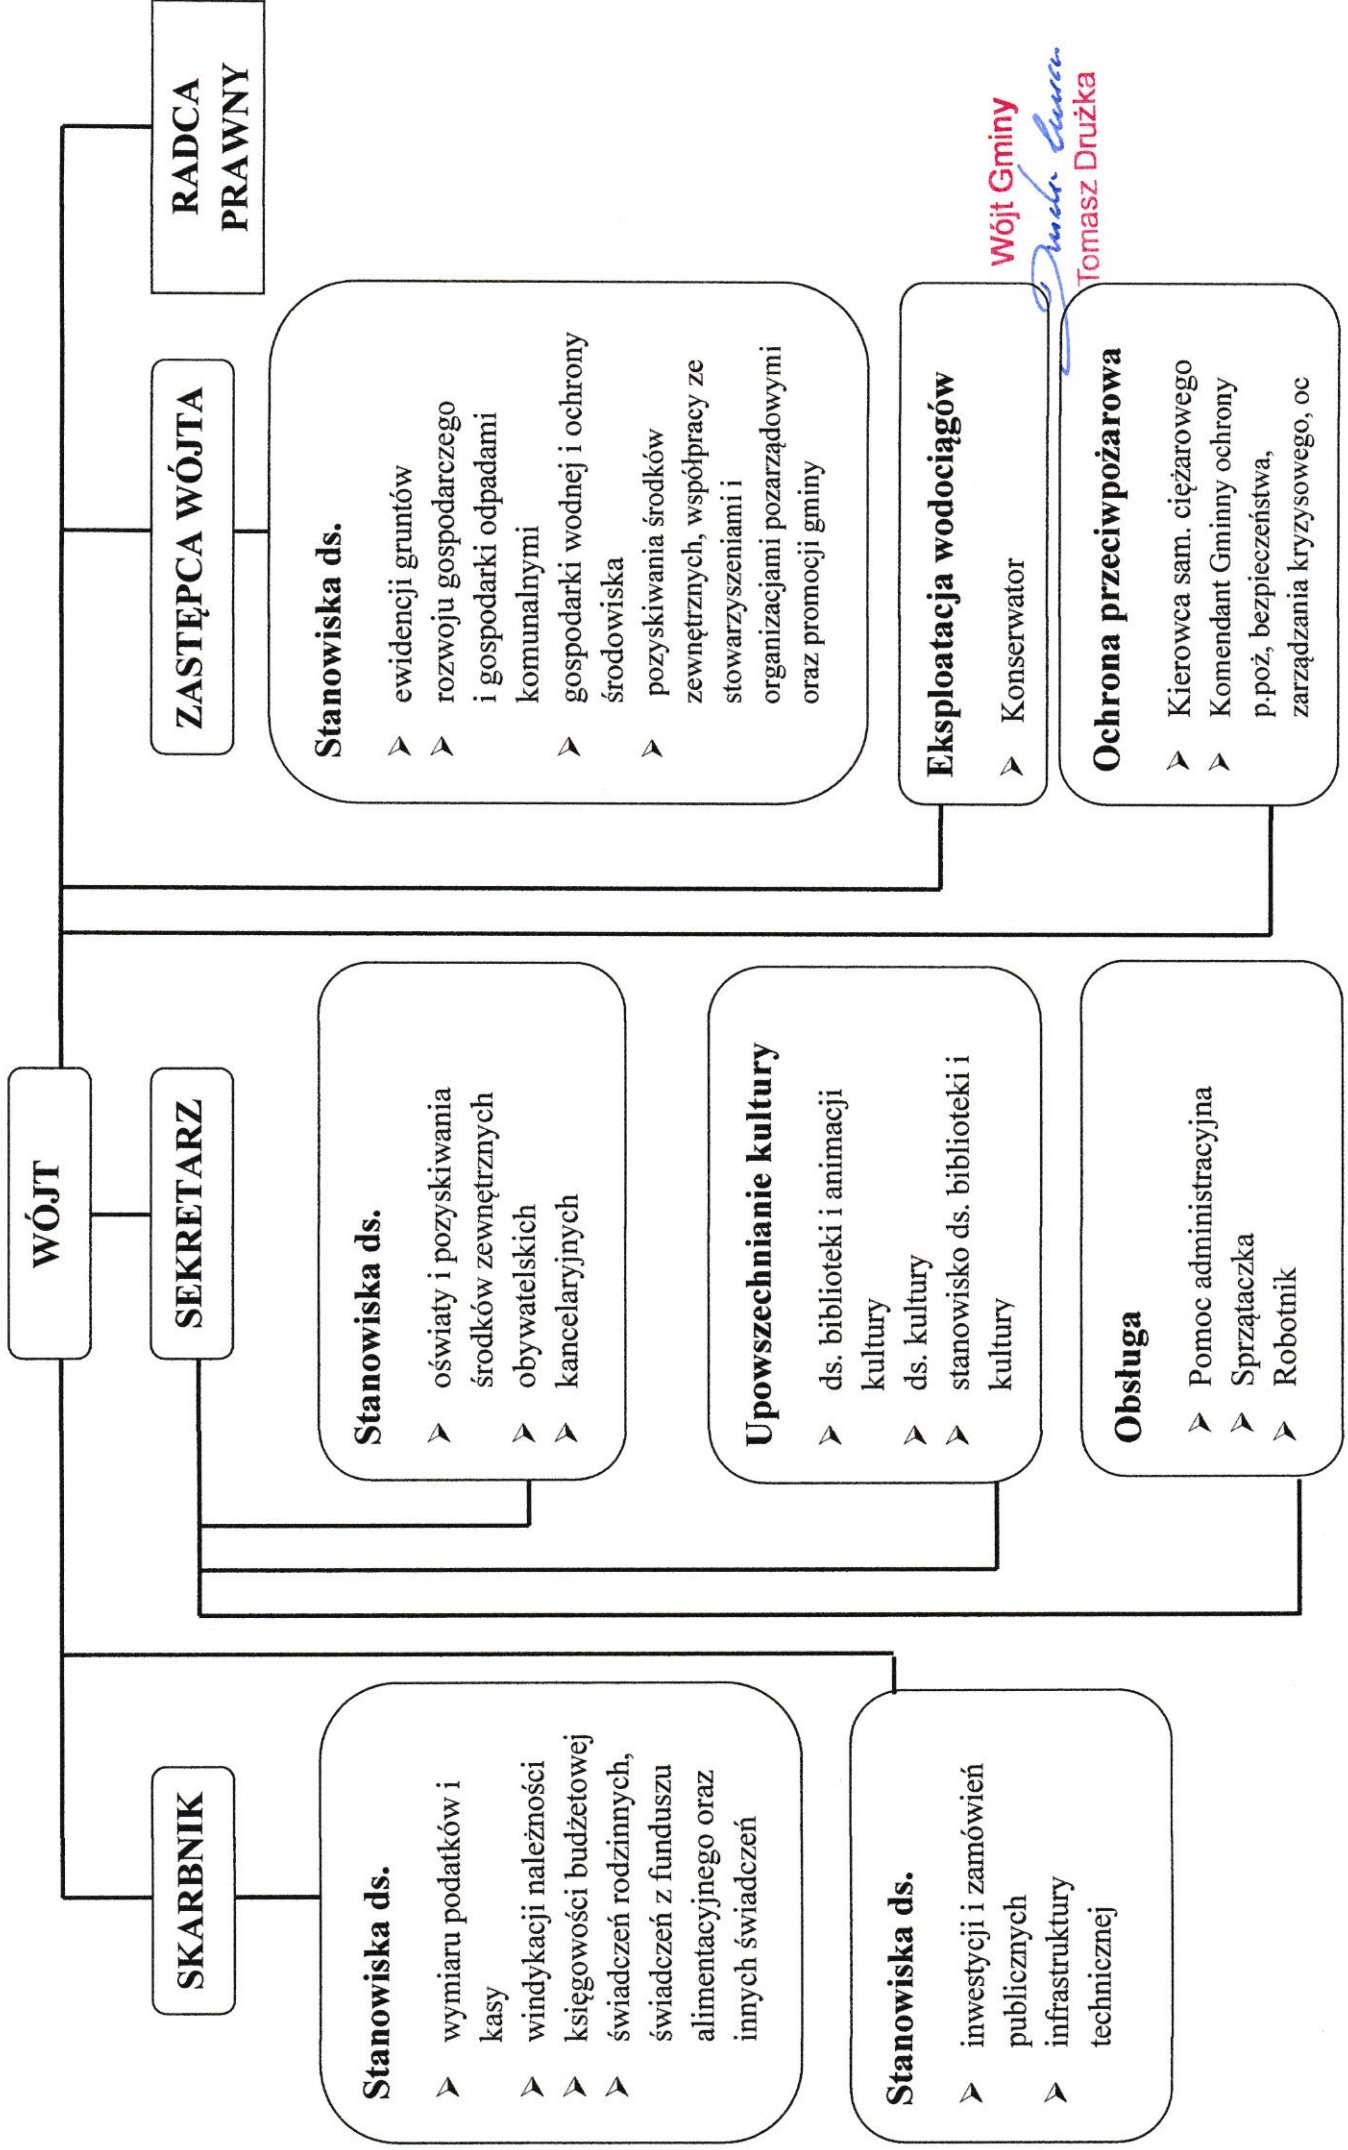 WÓJT
SKARBNIK
SEKRETARZ
ZASTĘPCA WÓJTA
RADCA
PRAWNY
Stanowiska ds.
➢ wymiaru podatków i
kasy
➢ windykacji należności
➢ księgowości budżetowej
➢ świadczeń rodzinnych,
świadczeń z funduszu
alimentacyjnego oraz
innych świadczeń
Stanowiska ds.
➢ inwestycji i zamówień
publicznych
➢ infrastruktury
technicznej
Stanowiska ds.
➢ oświaty i pozyskiwania
środków zewnętrznych
➢ obywatelskich
➢ kancelaryjnych
Upowszechnianie kultury
➢ ds. biblioteki i animacji
kultury
➢ ds. kultury
➢ stanowisko ds. biblioteki i
kultury
Obsługa
➢ Pomoc administracyjna
➢ Sprzątaczka
➢ Robotnik
Stanowiska ds.
➢ ewidencji gruntów
➢ rozwoju gospodarczego
i gospodarki odpadami
komunalnymi
➢ gospodarki wodnej i ochrony
środowiska
➢ pozyskiwania środków
zewnętrznych, współpracy ze
stowarzyszeniami i
organizacjami pozarządowymi
oraz promocji gminy
Eksploatacja wodociągów
➢ Konserwator
Ochrona przeciwpożarowa
➢ Kierowca sam. ciężarowego
➢ Komendant Gminny ochrony
p.poż, bezpieczeństwa,
zarządzania kryzysowego, oc
Wójt Gminy
Tomasz Drużka